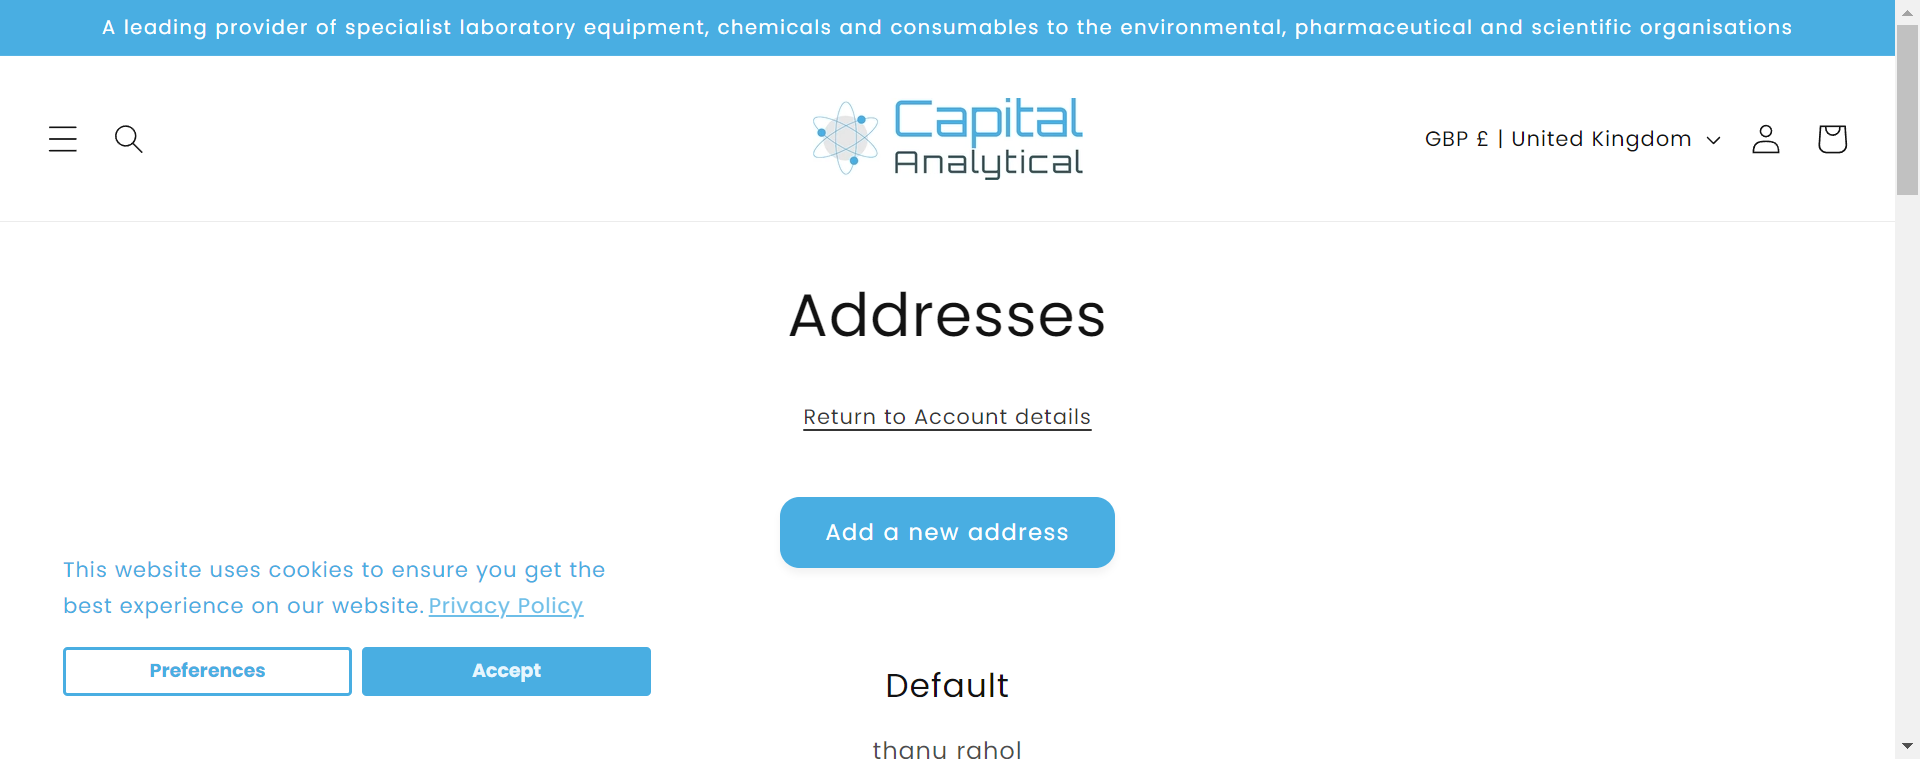 A leading provider of specialist laboratory equipment, chemicals and consumables to the environmental, pharmaceutical and scientific organisations
Capital
Analytical
GBP £ | United Kingdom
Addresses
Return to Account details
Add a new address
This website uses cookies to ensure you get the
best experience on our website. Privacy Policy
Preferences
Accept
Default
thanu rahol